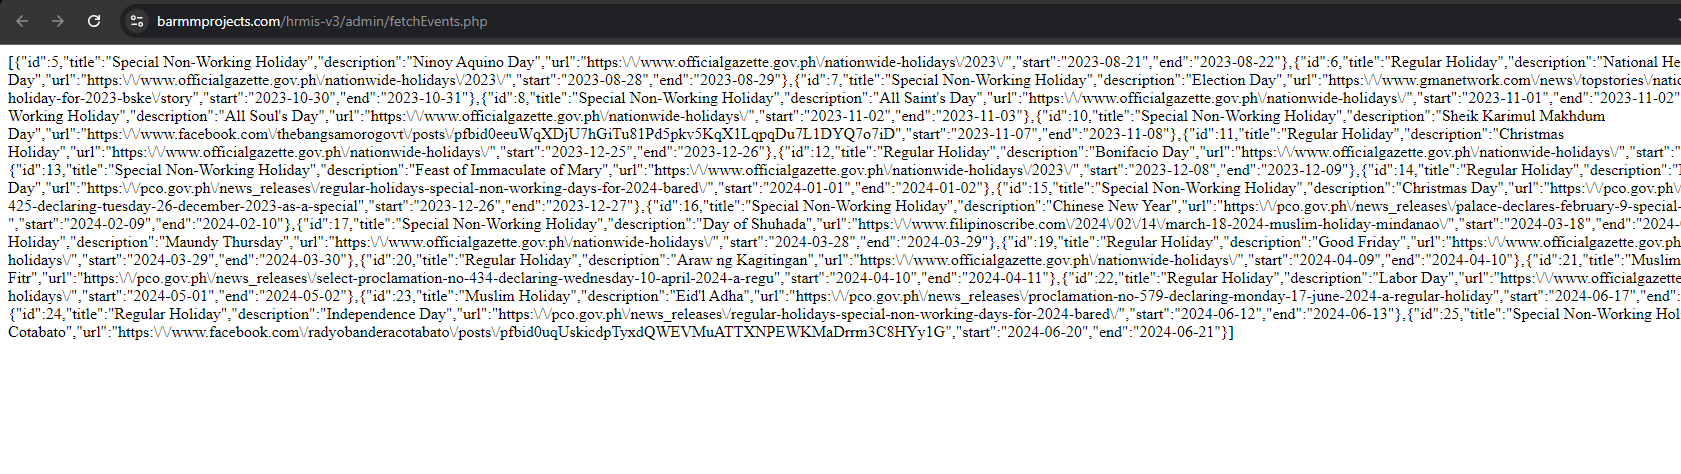 barmmprojects.com/hrmis-v3/admin/fetchEvents.php
[{"id":5,"title":"Special Non-Working Holiday","description":"Ninoy Aquino Day","url":"https:\/\/www.officialgazette.gov.ph\/nationwide-holidays\/2023\/","start":"2023-08-21","end":"2023-08-22"},{"id":6,"title":"Regular Holiday","description":"National He
Day","url":"https:\/\/www.officialgazette.gov.ph\/nationwide-holidays\/2023\/","start":"2023-08-28","end":"2023-08-29"},{"id":7,"title":"Special Non-Working Holiday","description":"Election Day","url":"https:\/\/www.gmanetwork.com\/news\/topstories\/natio
holiday-for-2023-bske\/story","start":"2023-10-30","end":"2023-10-31"},{"id":8,"title":"Special Non-Working Holiday","description":"All Saint's Day","url":"https:\/\/www.officialgazette.gov.ph\/nationwide-holidays\/","start":"2023-11-01","end":"2023-11-02"
Working Holiday","description":"All Soul's Day","url":"https:\/\/www.officialgazette.gov.ph\/nationwide-holidays\/","start":"2023-11-02","end":"2023-11-03"},{"id":10,"title":"Special Non-Working Holiday","description":"Sheik Karimul Makhdum
Day","url":"https:\/\/www.facebook.com\/thebangsamorogovt\/posts\/pfbid0eeuWqXDjU7hGiTu81Pd5pkv5KqX1LqpqDu7L1DYQ7o7iD","start":"2023-11-07","end":"2023-11-08"},{"id":11,"title":"Regular Holiday","description":"Christmas
Holiday","url":"https:\/\/www.officialgazette.gov.ph\/nationwide-holidays\/","start":"2023-12-25","end":"2023-12-26"},{"id":12,"title":"Regular Holiday","description":"Bonifacio Day","url":"https:\/\/www.officialgazette.gov.ph\/nationwide-holidays\/","start":"
{"id":13,"title":"Special Non-Working Holiday","description":"Feast of Immaculate of Mary","url":"https:\/\/www.officialgazette.gov.ph\/nationwide-holidays\/2023\/","start":"2023-12-08","end":"2023-12-09"},{"id":14,"title":"Regular Holiday","description":"
Day","url":"https:\/\/pco.gov.ph\/news_releases\/regular-holidays-special-non-working-days-for-2024-bared\/","start":"2024-01-01","end":"2024-01-02"},{"id":15,"title":"Special Non-Working Holiday","description":"Christmas Day","url":"https:\/\/pco.gov.ph\/
425-declaring-tuesday-26-december-2023-as-a-special","start":"2023-12-26","end":"2023-12-27"},{"id":16,"title":"Special Non-Working Holiday","description":"Chinese New Year","url":"https:\/\/pco.gov.ph\/news_releases\/palace-declares-february-9-special-
","start":"2024-02-09","end":"2024-02-10"},{"id":17,"title":"Special Non-Working Holiday","description":"Day of Shuhada","url":"https:\/\/www.filipinoscribe.com\/2024\/02\/14\/march-18-2024-muslim-holiday-mindanao\/","start":"2024-03-18","end":"2024-
Holiday","description":"Maundy Thursday","url":"https:\/\/www.officialgazette.gov.ph\/nationwide-holidays\/","start":"2024-03-28","end":"2024-03-29"},{"id":19,"title":"Regular Holiday","description":"Good Friday","url":"https:\/\/www.officialgazette.gov.ph
holidays\/","start":"2024-03-29","end":"2024-03-30"},{"id":20,"title":"Regular Holiday","description":"Araw ng Kagitingan","url":"https:\/\/www.officialgazette.gov.ph\/nationwide-holidays\/","start":"2024-04-09","end":"2024-04-10"},{"id":21,"title":"Muslim
Fitr","url":"https:\/\/pco.gov.ph\/news_releases\/select-proclamation-no-434-declaring-wednesday-10-april-2024-a-regu","start":"2024-04-10","end":"2024-04-11"},{"id":22,"title":"Regular Holiday","description":"Labor Day","url":"https:\/\/www.officialgazette
holidays\/","start":"2024-05-01","end":"2024-05-02"},{"id":23,"title":"Muslim Holiday","description":"Eid'l Adha","url":"https:\/\/pco.gov.ph\/news_releases\/proclamation-no-579-declaring-monday-17-june-2024-a-regular-holiday","start":"2024-06-17","end":
{"id":24,"title":"Regular Holiday","description":"Independence Day","url":"https:\/\/pco.gov.ph\/news_releases\/regular-holidays-special-non-working-days-for-2024-bared\/","start":"2024-06-12","end":"2024-06-13"},{"id":25,"title":"Special Non-Working Hol
Cotabato","url":"https:\/\/www.facebook.com\/radyobanderacotabato\/posts\/pfbid0uqUskicdpTyxdQWEVMuATTXNPEWKMaDrrm3C8HYy1G","start":"2024-06-20","end":"2024-06-21"}]